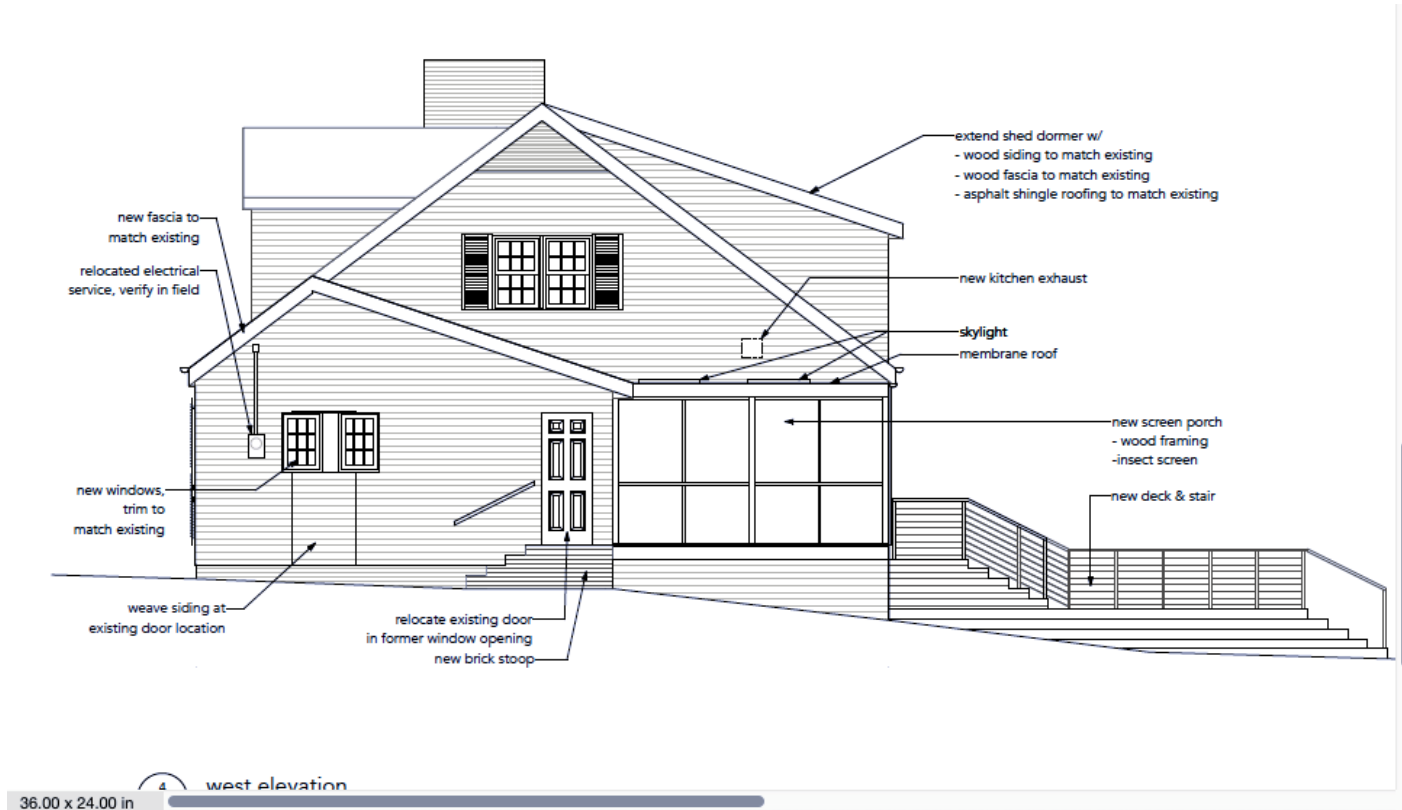 extend shed dormer w/
- wood siding to match existing
- wood fascia to match existing
- asphalt shingle roofing to match existing
new fascia to
match existing
relocated electrical
service, verify in field
new kitchen exhaust
skylight
membrane roof
new screen porch
- wood framing
-insect screen
new windows,
trim to
match existing
new deck & stair
weave siding at
existing door location
relocate existing door
in former window opening
new brick stoop
4 west elevation
36.00 x 24.00 in